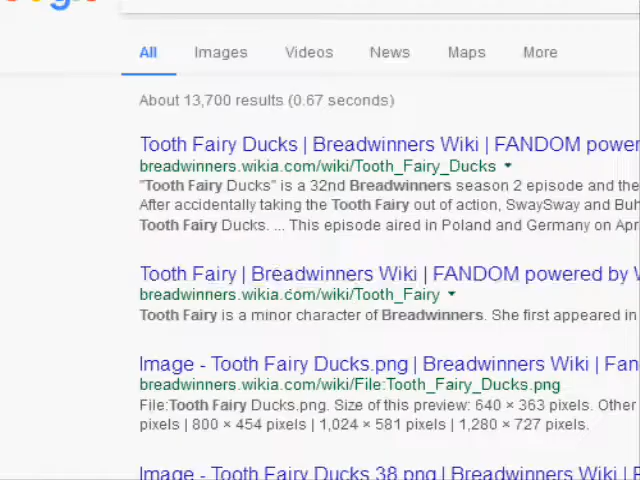 All Images Videos News Maps More
About 13,700 results (0.67 seconds)
Tooth Fairy Ducks | Breadwinners Wiki | FANDOM power
breadwinners.wikia.com/wiki/Tooth_Fairy_Ducks
"Tooth Fairy Ducks" is a 32nd Breadwinners season 2 episode and the
After accidentally taking the Tooth Fairy out of action, SwaySway and Buh
Tooth Fairy Ducks. ... This episode aired in Poland and Germany on Apr
Tooth Fairy | Breadwinners Wiki | FANDOM powered by W
breadwinners.wikia.com/wiki/Tooth_Fairy
Tooth Fairy is a minor character of Breadwinners. She first appeared in
Image - Tooth Fairy Ducks.png | Breadwinners Wiki | Fan
breadwinners.wikia.com/wiki/File:Tooth_Fairy_Ducks.png
File:Tooth Fairy Ducks.png. Size of this preview: 640 × 363 pixels. Other
pixels | 800 × 454 pixels | 1,024 × 581 pixels | 1,280 × 727 pixels.
Image - Tooth Fairy Ducks 38.png | Breadwinners Wiki |